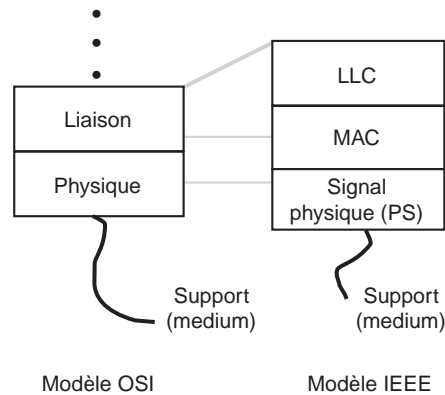 Liaison
Physique
Support
(medium)
Modèle OSI
LLC
MAC
Signal
physique (PS)
Support
(medium)
Modèle IEEE